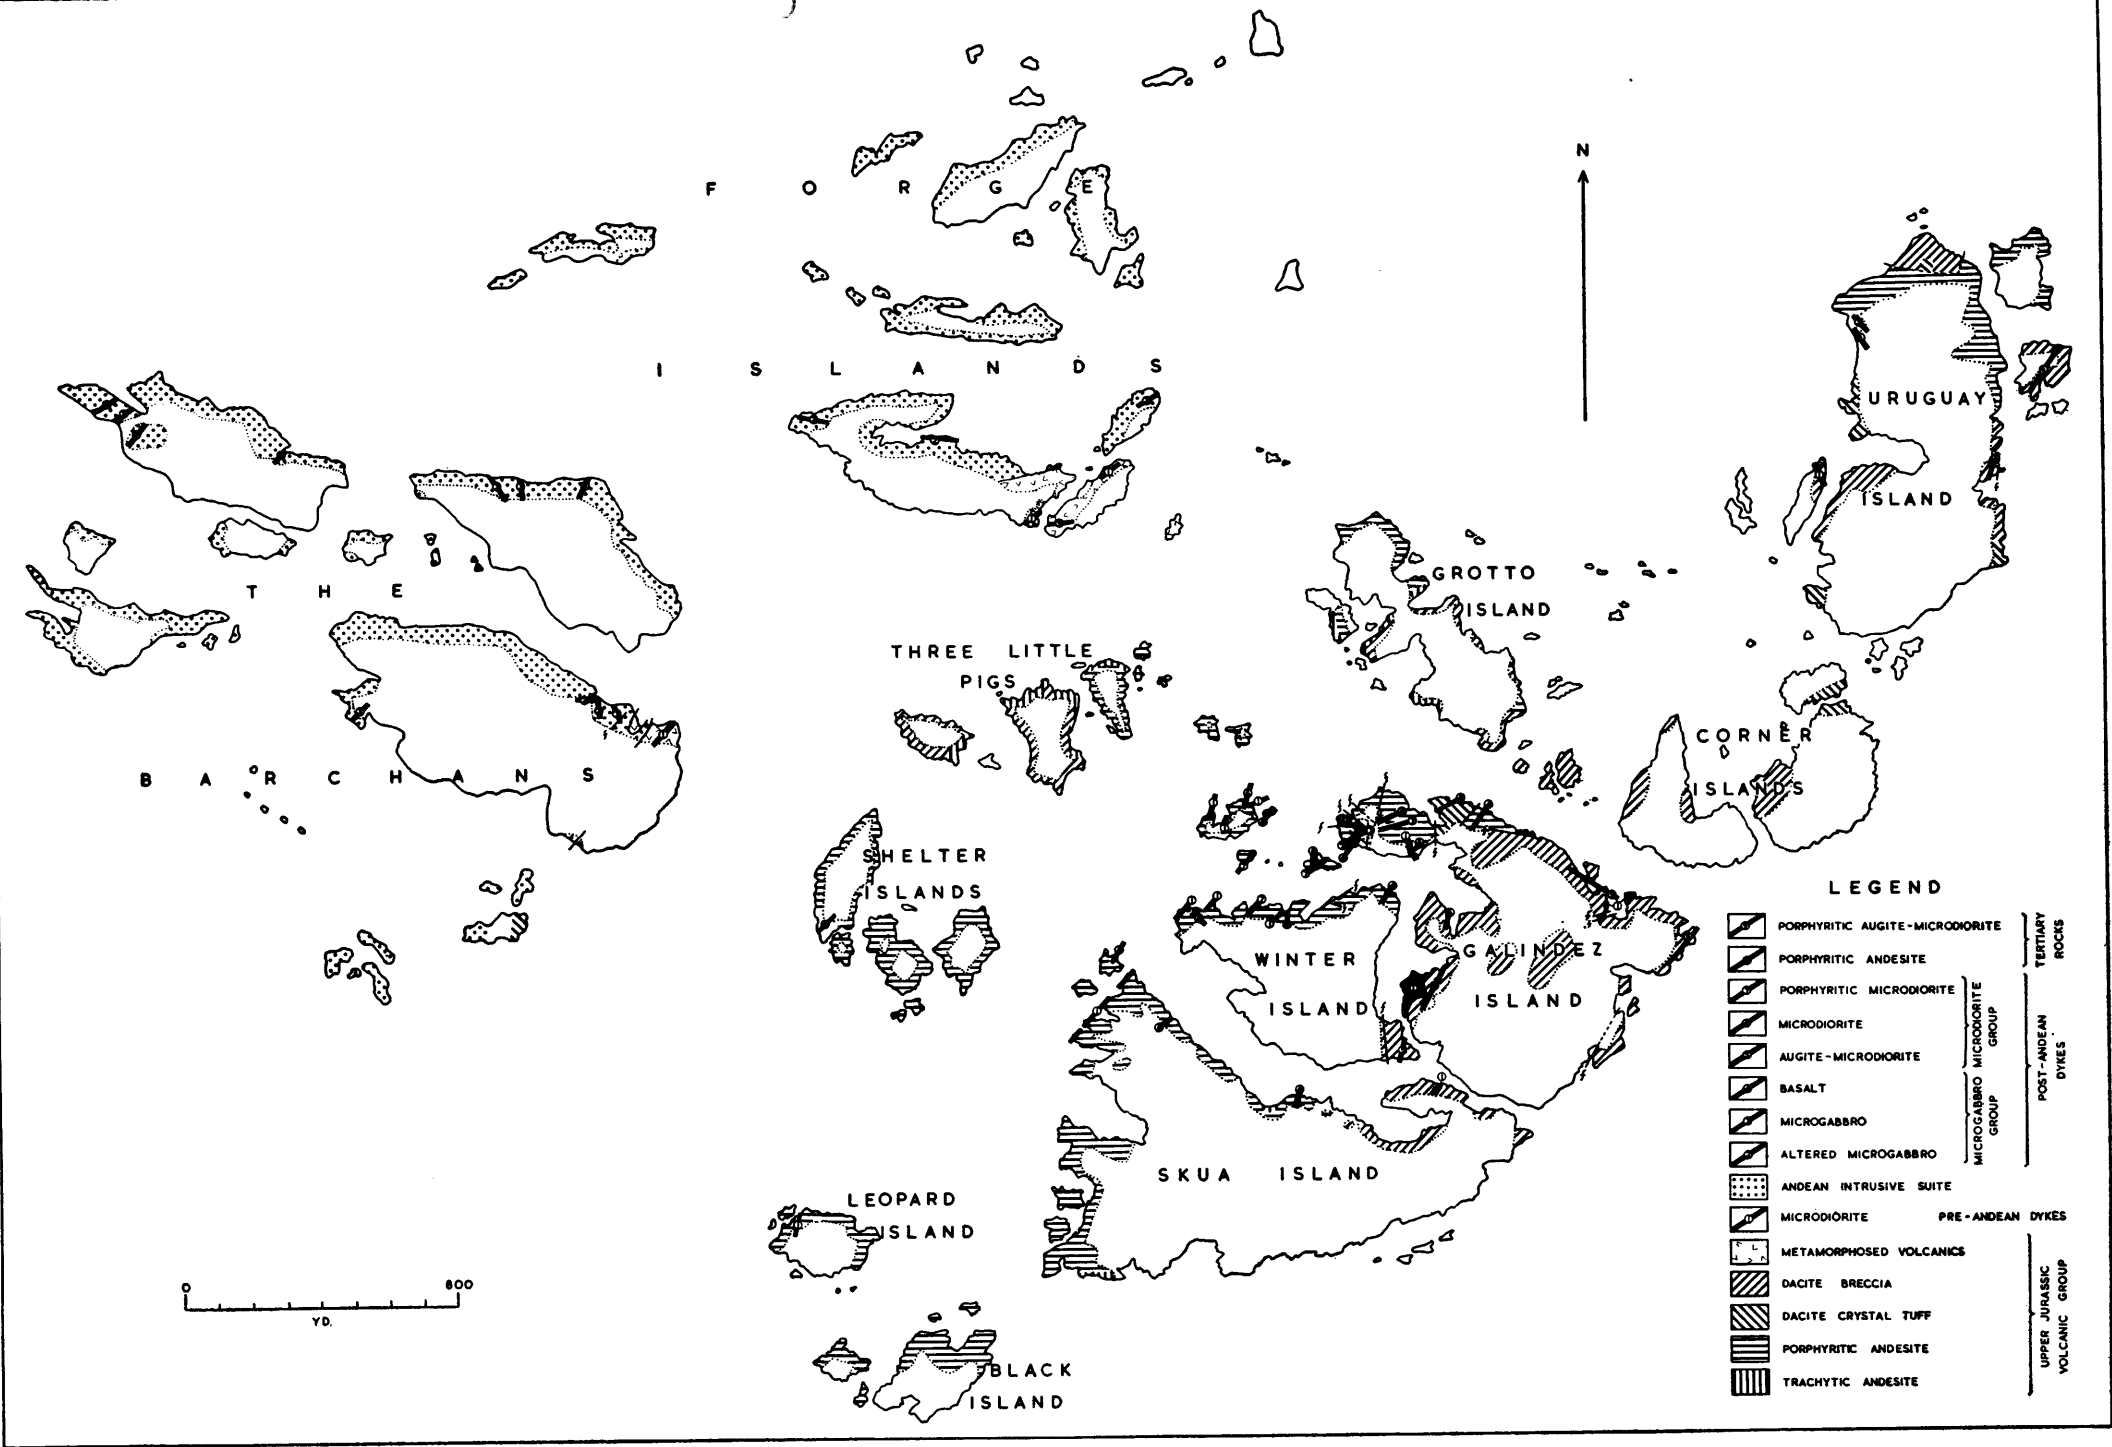 N
F O R G E
I S L A N D S
URUGUAY
ISLAND
GROTTO
ISLAND
T H E
B A R C H A N S
THREE LITTLE
PIGS
CORNER
ISLANDS
SHELTER
ISLANDS
WINTER
ISLAND
GALINDEZ
ISLAND
SKUA ISLAND
LEOPARD
ISLAND
BLACK
ISLAND
0 800
YD.
LEGEND
PORPHYRITIC AUGITE-MICRODIORITE
PORPHYRITIC ANDESITE
TERTIARY
ROCKS
PORPHYRITIC MICRODIORITE
MICRODIORITE
AUGITE-MICRODIORITE
MICRODIORITE
GROUP
BASALT
MICROGABBRO
ALTERED MICROGABBRO
MICROGABBRO
GROUP
POST-ANDEAN
DYKES
ANDEAN INTRUSIVE SUITE
MICRODIORITE PRE-ANDEAN DYKES
METAMORPHOSED VOLCANICS
DACITE BRECCIA
DACITE CRYSTAL TUFF
PORPHYRITIC ANDESITE
TRACHYTIC ANDESITE
UPPER JURASSIC
VOLCANIC GROUP